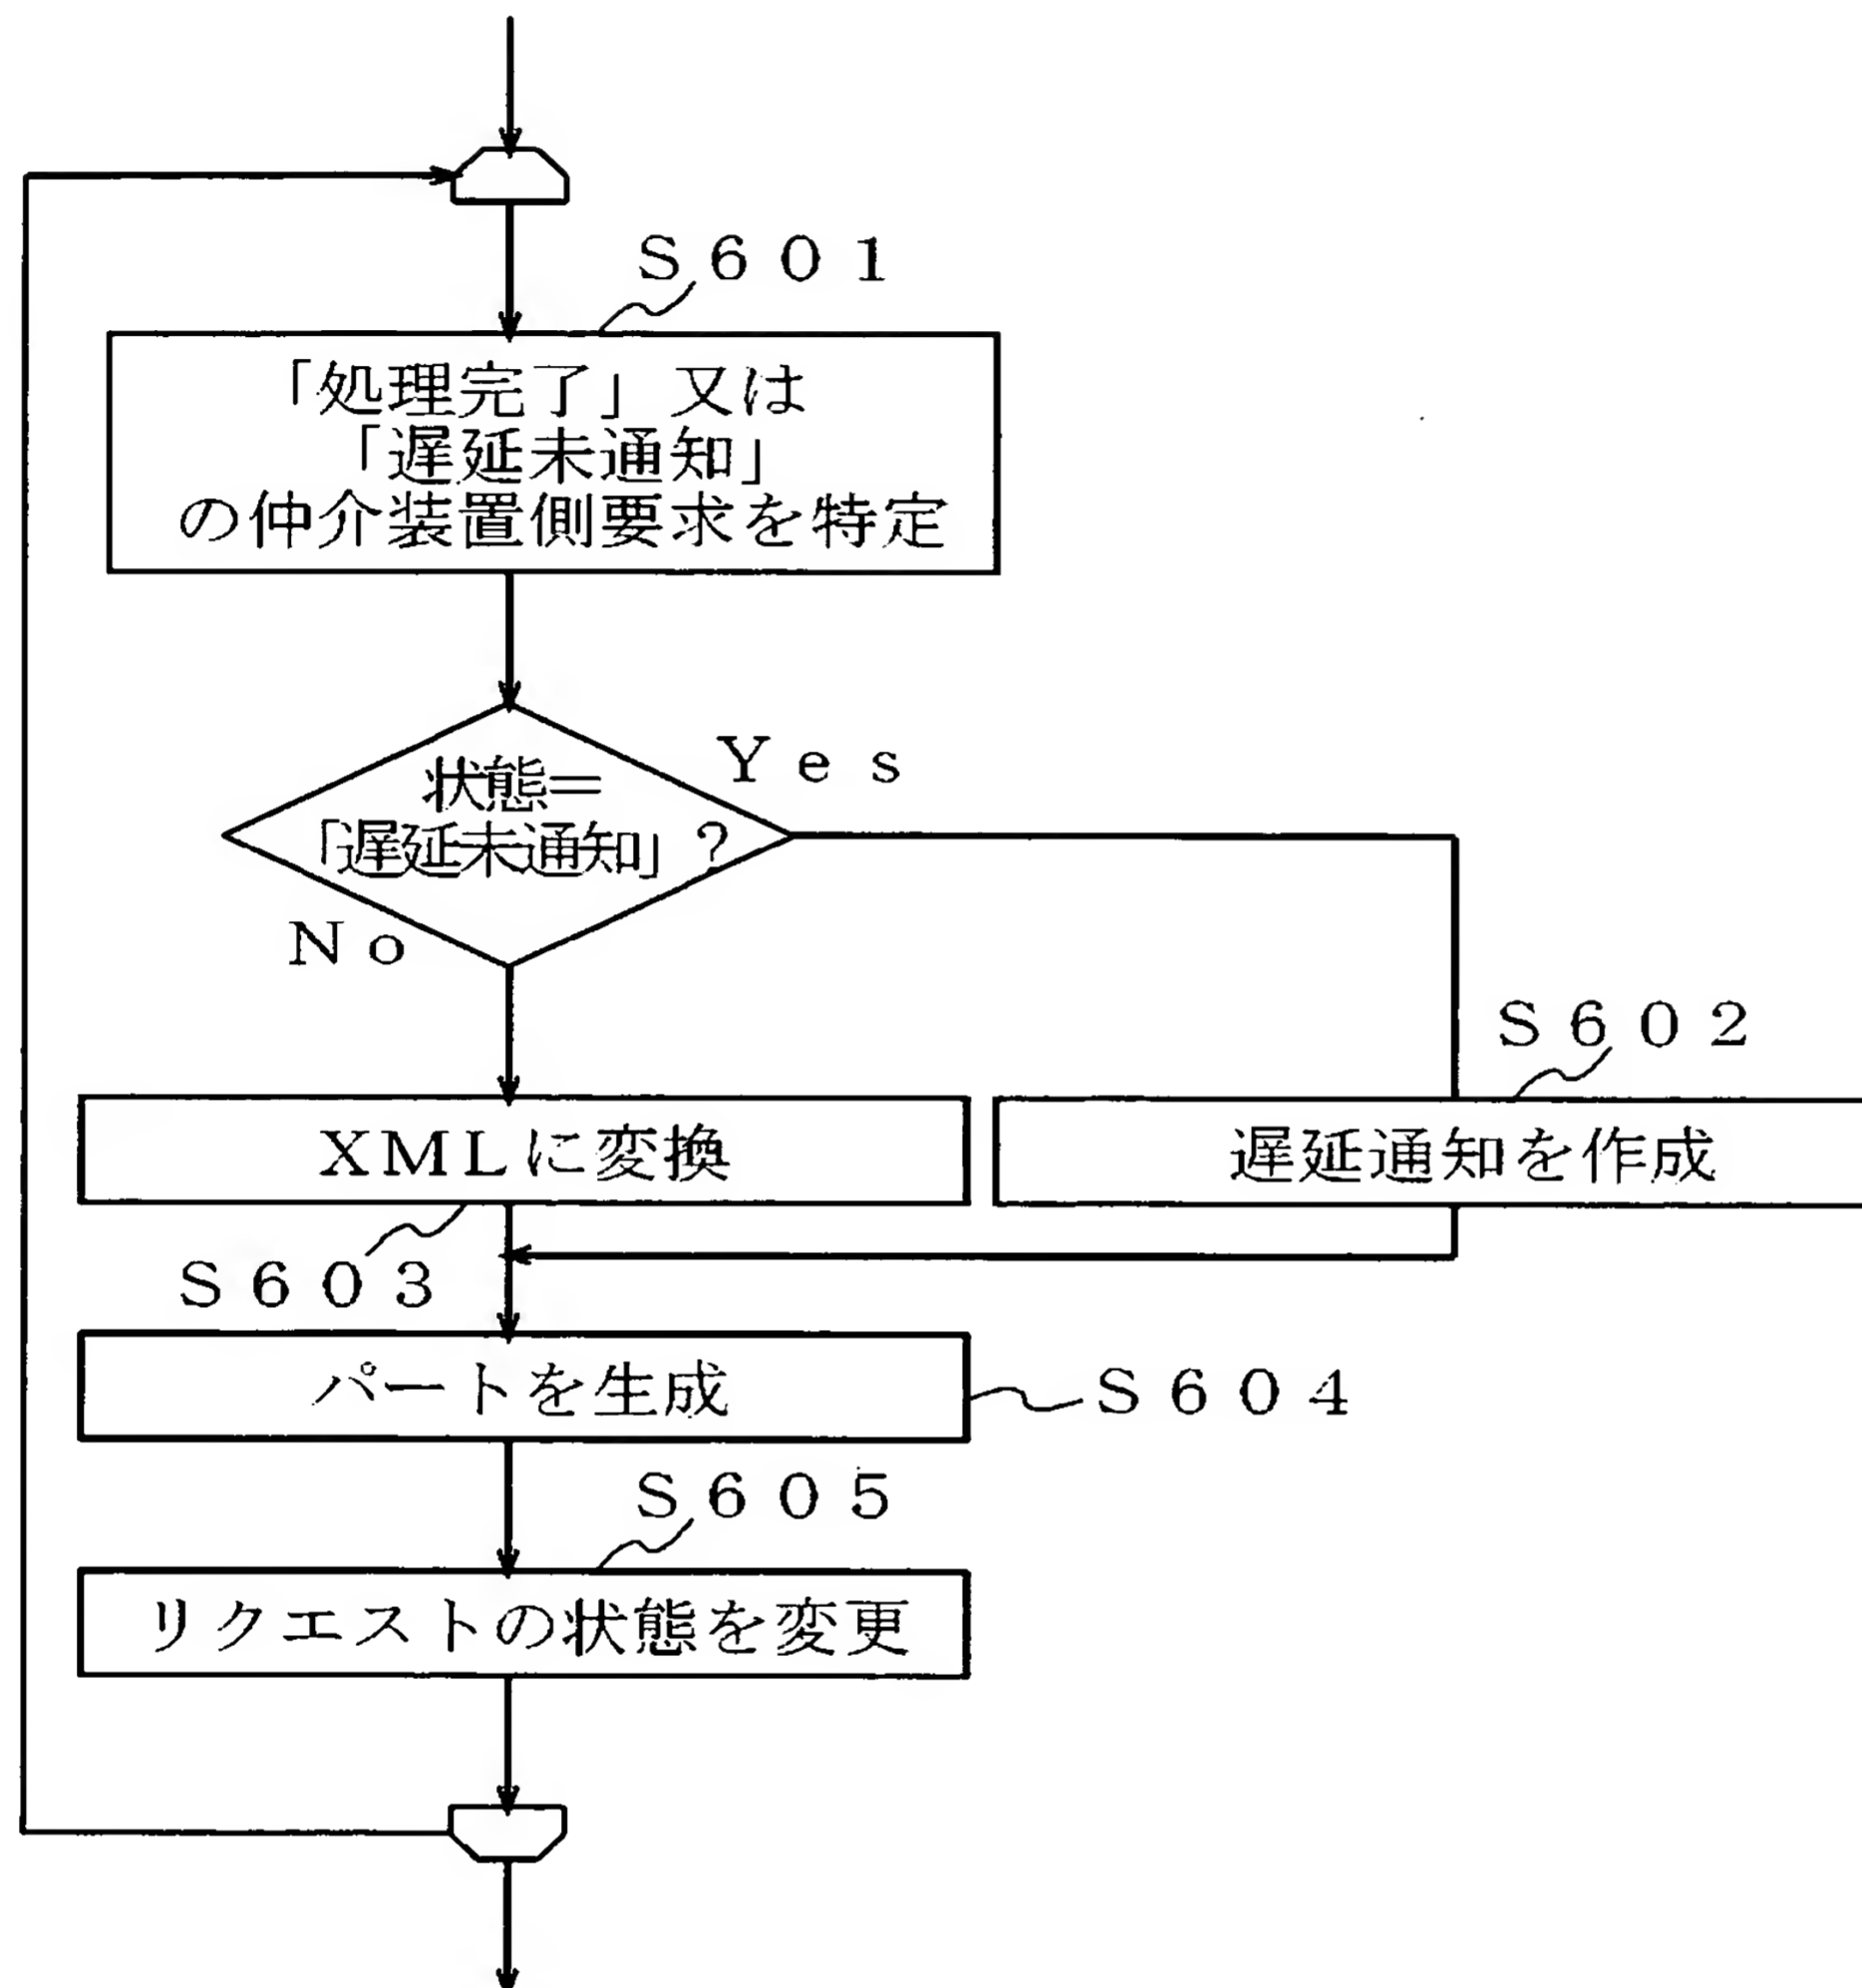 Ｓ６０１
「処理完了」又は
「遅延未通知」
の仲介装置側要求を特定
Ｙｅｓ
状態＝
「遅延未通知」？
Ｎｏ
Ｓ６０２
ＸＭＬに変換
遅延通知を作成
Ｓ６０３
パートを生成
Ｓ６０４
Ｓ６０５
リクエストの状態を変更